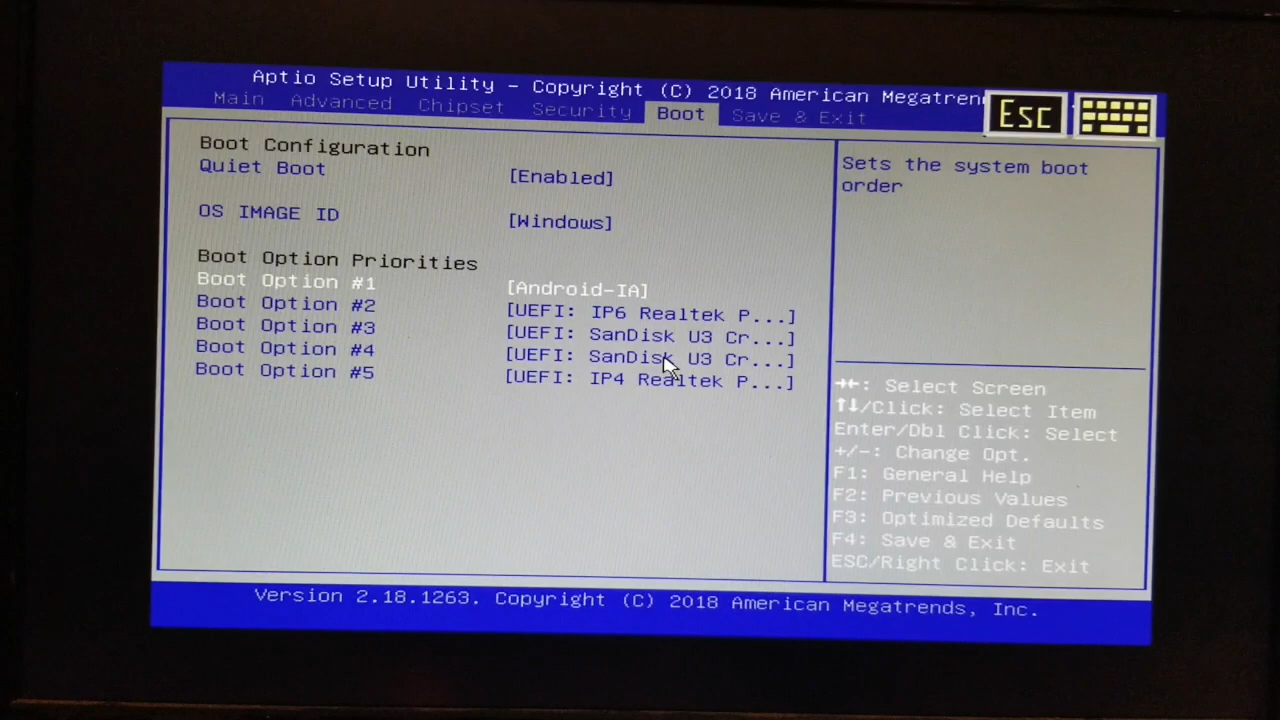 Aptio Setup Utility - Copyright (C) 2018 American Megatren
Main Advanced Chipset Security Boot Save & Exit
Esc
Boot Configuration
Quiet Boot [Enabled]
OS IMAGE ID [Windows]
Boot Option Priorities
Boot Option #1 [Android-IA]
Boot Option #2 [UEFI: IP6 Realtek P...]
Boot Option #3 [UEFI: SanDisk U3 Cr...]
Boot Option #4 [UEFI: SanDisk U3 Cr...]
Boot Option #5 [UEFI: IP4 Realtek P...]
Sets the system boot
order
→←: Select Screen
↑↓/Click: Select Item
Enter/Dbl Click: Select
+/-: Change Opt.
F1: General Help
F2: Previous Values
F3: Optimized Defaults
F4: Save & Exit
ESC/Right Click: Exit
Version 2.18.1263. Copyright (C) 2018 American Megatrends, Inc.